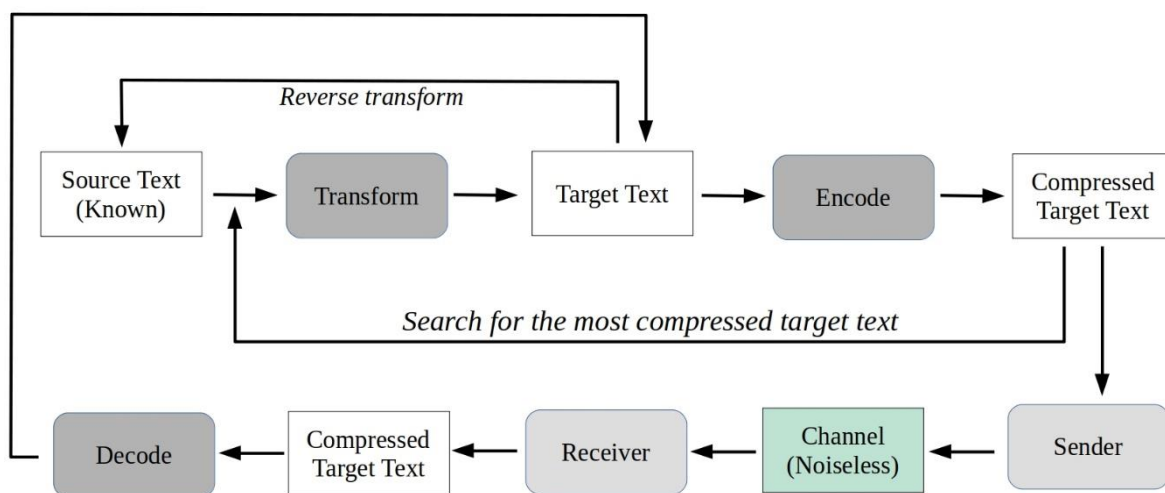 Reverse transform
Source Text
(Known)
Transform
Target Text
Encode
Compressed
Target Text
Search for the most compressed target text
Decode
Compressed
Target Text
Receiver
Channel
(Noiseless)
Sender